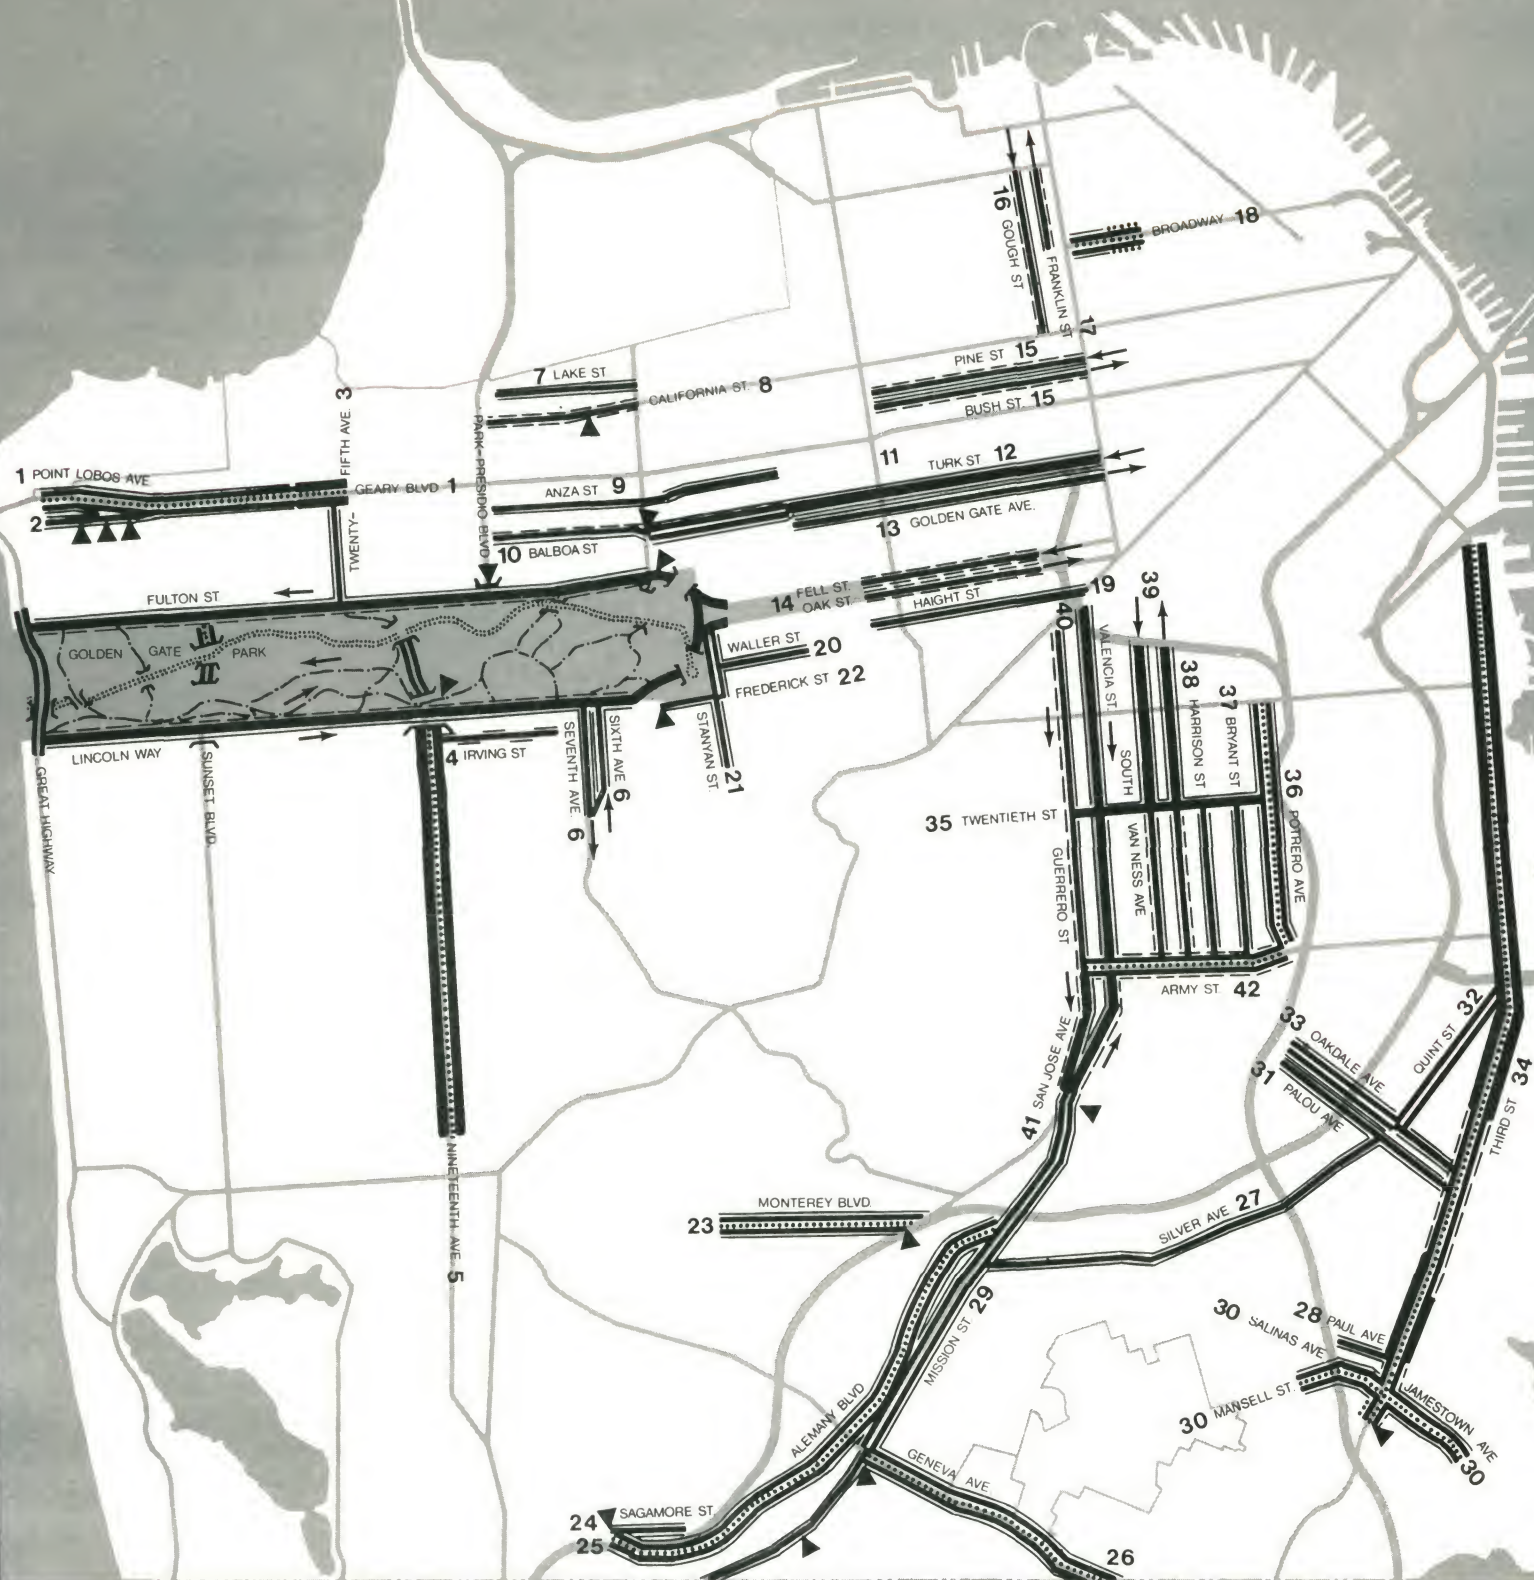 16
GOUGH ST
FRANKLIN ST
17
BROADWAY 18
PINE ST 15
BUSH ST. 15
7 LAKE ST
CALIFORNIA ST. 8
FIFTH AVE. 3
TWENTY-
PARK-PRESIDIO BLVD
1 POINT LOBOS AVE
GEARY BLVD 1
2
ANZA ST 9
11
TURK ST 12
10 BALBOA ST
13 GOLDEN GATE AVE.
FULTON ST
14 FELL ST.
OAK ST.
HAIGHT ST 19
GOLDEN GATE PARK
WALLER ST 20
FREDERICK ST 22
STANYAN ST.
21
LINCOLN WAY
GREAT HIGHWAY
SUNSET BLVD.
4 IRVING ST
SEVENTH AVE. 6
SIXTH AVE 6
NINETEENTH AVE. 5
40
VALENCIA ST.
39
SOUTH
VAN NESS AVE
38 HARRISON ST
37 BRYANT ST
36 POTRERO AVE
35 TWENTIETH ST
GUERRERO ST
ARMY ST. 42
41 SAN JOSE AVE
33 OAKDALE AVE.
31 PALOU AVE
QUINT ST 32
THIRD ST 34
MONTEREY BLVD.
23
SILVER AVE 27
MISSION ST 29
ALEMANY BLVD
30 SALINAS AVE
28 PAUL AVE
30 MANSELL ST.
JAMESTOWN AVE
30
GENEVA AVE
26
SAGAMORE ST.
24
25